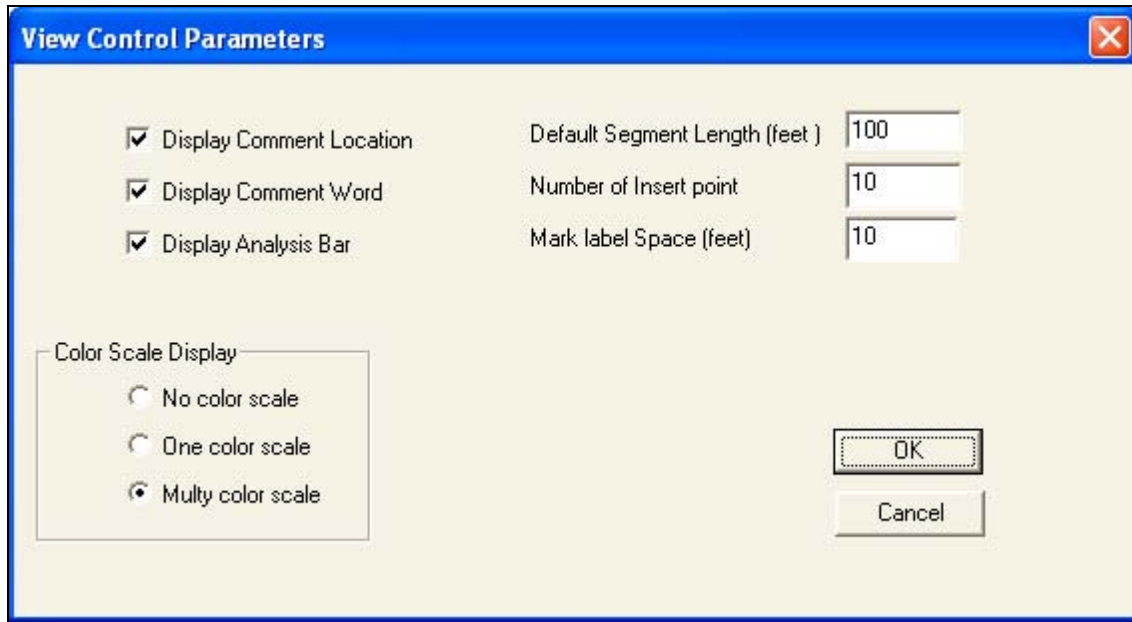 View Control Parameters
Display Comment Location
Display Comment Word
Display Analysis Bar
Default Segment Length (feet ) 100
Number of Insert point 10
Mark label Space (feet) 10
Color Scale Display
No color scale
One color scale
Multy color scale
OK
Cancel